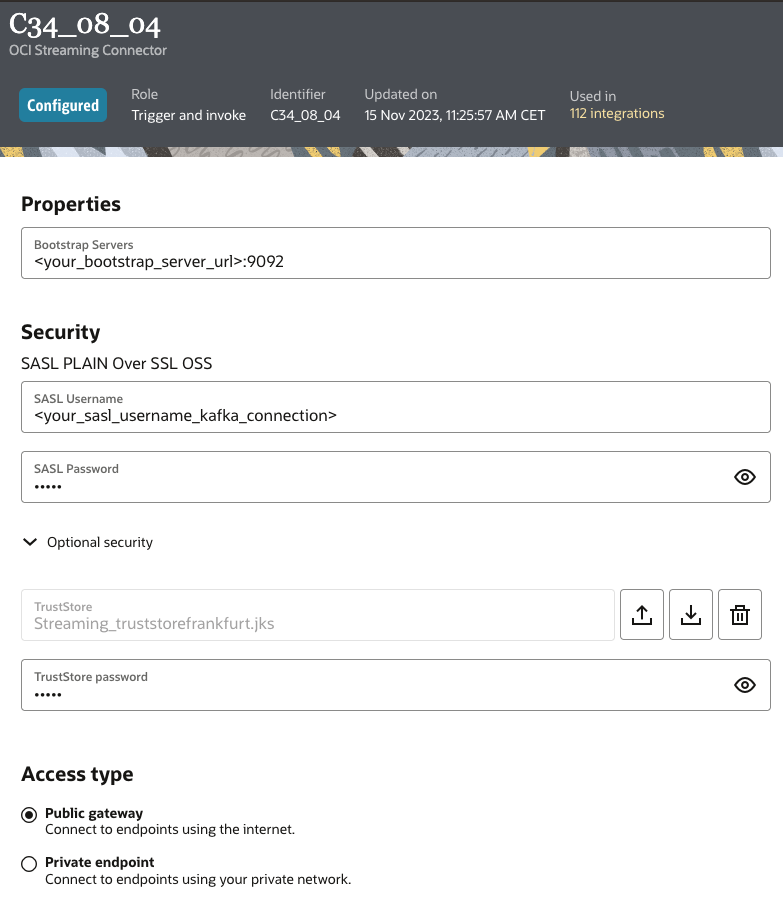 C34_08_04
OCI Streaming Connector
Configured
Role
Trigger and invoke
Identifier
C34_08_04
Updated on
15 Nov 2023, 11:25:57 AM CET
Used in
112 integrations
Properties
Bootstrap Servers
<your_bootstrap_server_url>:9092
Security
SASL PLAIN Over SSL OSS
SASL Username
<your_sasl_username_kafka_connection>
SASL Password
•••••
Optional security
TrustStore
Streaming_truststorefrankfurt.jks
TrustStore password
•••••
Access type
Public gateway
Connect to endpoints using the internet.
Private endpoint
Connect to endpoints using your private network.